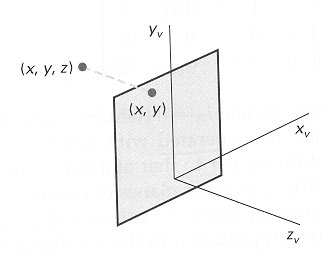 yv
(x, y, z)
(x, y)
xv
zv